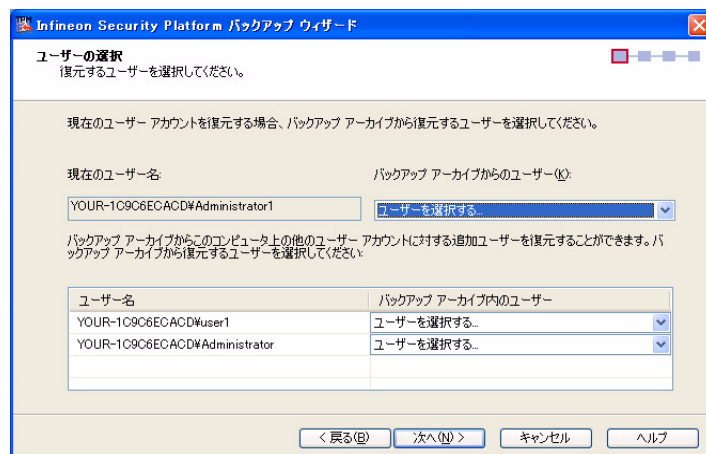 Infineon Security Platform バックアップ ウィザード
ユーザーの選択
復元するユーザーを選択してください。
現在のユーザー アカウントを復元する場合、バックアップ アーカイブから復元するユーザーを選択してください。
現在のユーザー名:
バックアップ アーカイブからのユーザー(K):
YOUR-1C9C6ECACD¥Administrator1
ユーザーを選択する...
バックアップ アーカイブからこのコンピュータ上の他のユーザー アカウントに対する追加ユーザーを復元することができます。バ
ックアップ アーカイブから復元するユーザーを選択してください:
ユーザー名 バックアップ アーカイブ内のユーザー
YOUR-1C9C6ECACD¥user1 ユーザーを選択する...
YOUR-1C9C6ECACD¥Administrator ユーザーを選択する...
< 戻る(B) 次へ(N) > キャンセル ヘルプ